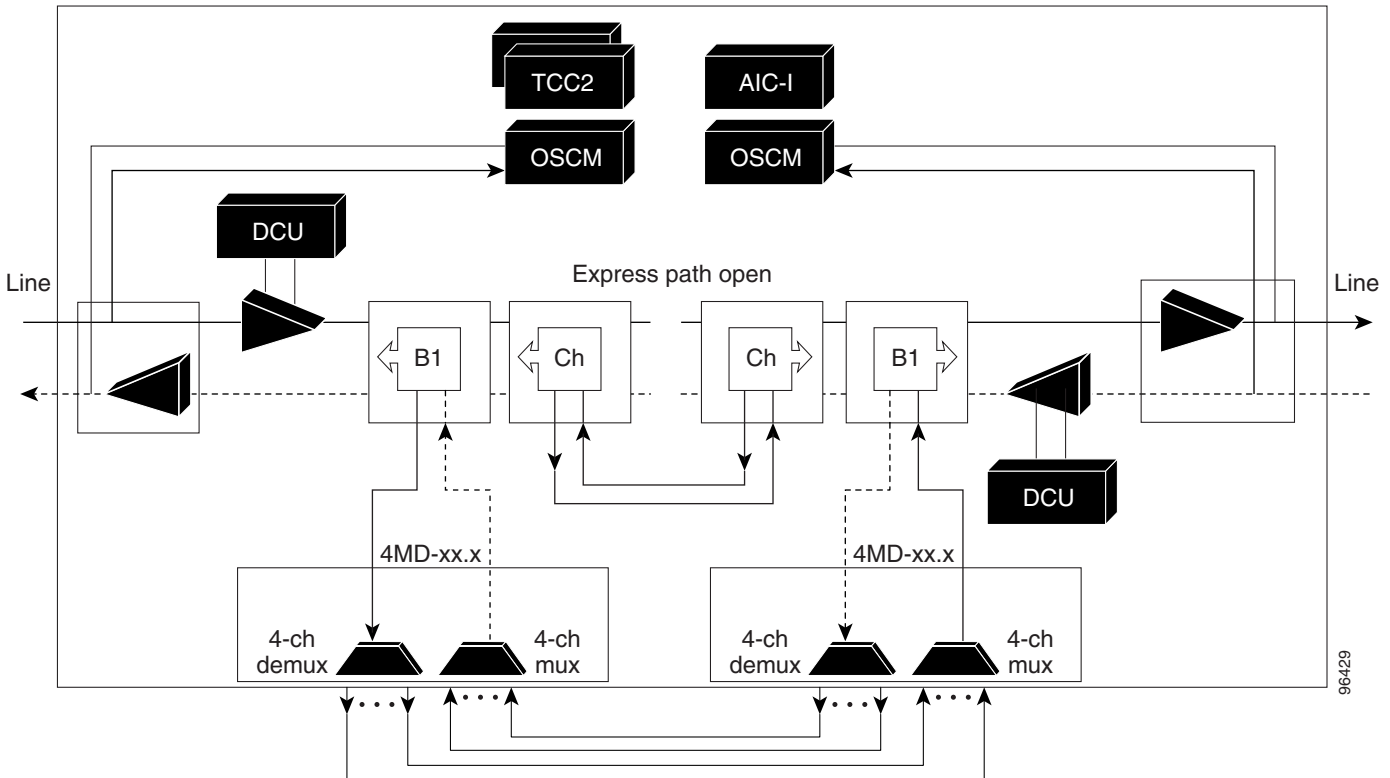 TCC2
AIC-I
OSCM
OSCM
DCU
Line
Express path open
Line
B1
Ch
Ch
B1
DCU
4MD-xx.x
4MD-xx.x
4-ch
demux
4-ch
mux
4-ch
demux
4-ch
mux
96429